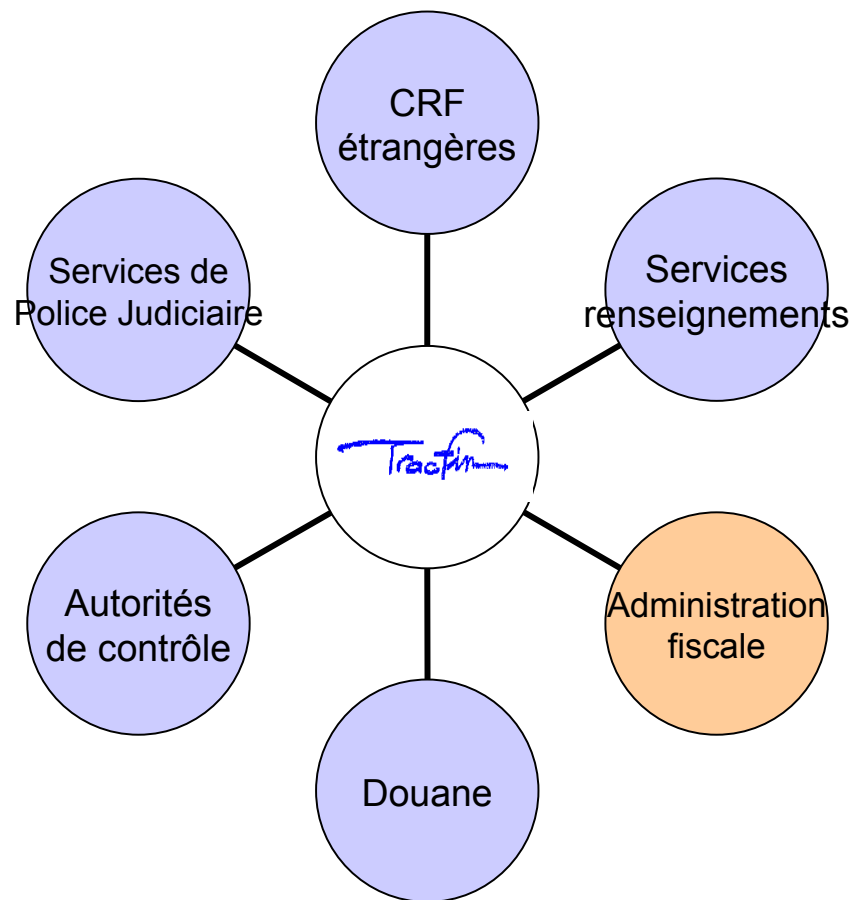 CRF
étrangères
Services de
Police Judiciaire
Services
renseignements
Tracfin
Autorités
de contrôle
Administration
fiscale
Douane